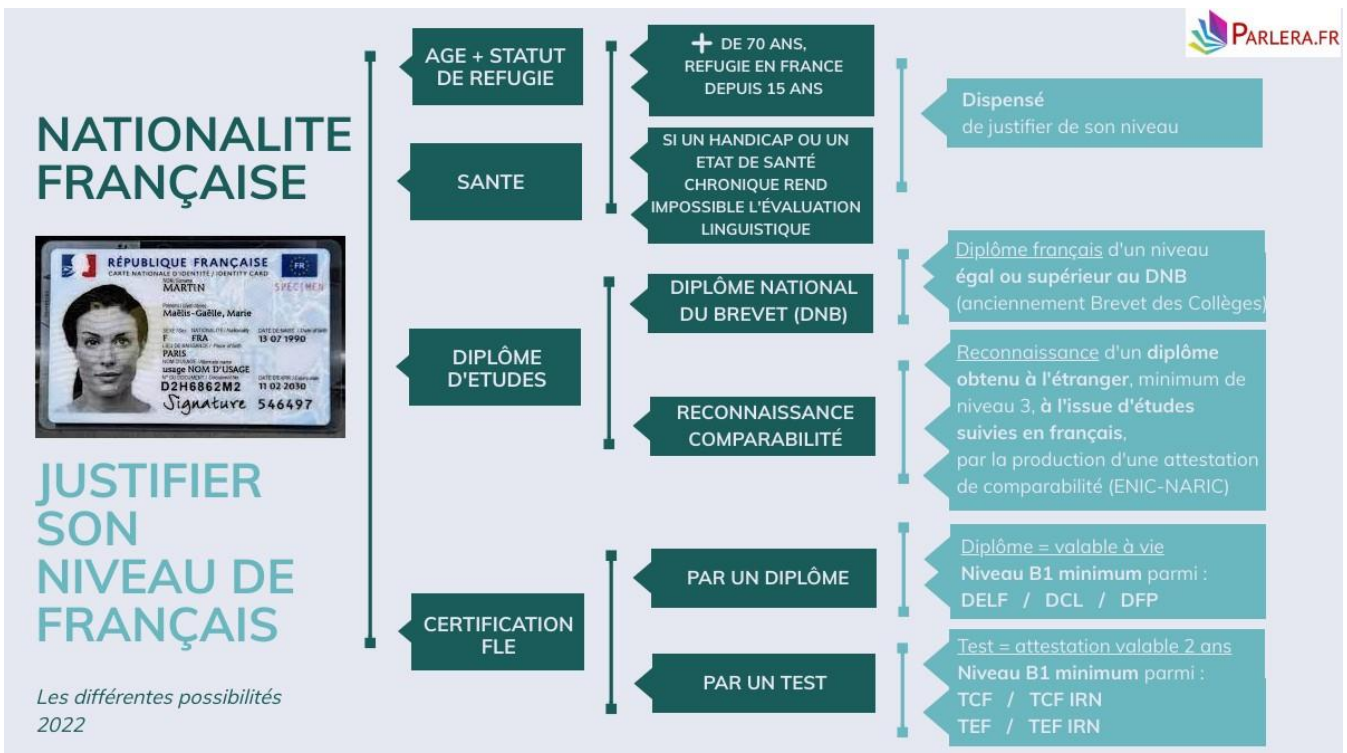 PARLERA.FR
NATIONALITE
FRANÇAISE
RÉPUBLIQUE FRANÇAISE
FR
CARTE NATIONALE D'IDENTITÉ / IDENTITY CARD
SPECIMEN
MARTIN
Maëlis-Gaëlle, Marie
F FRA 13 07 1990
PARIS
usage NOM D'USAGE
D2H6862M2 11 02 2030
Signature 546497
JUSTIFIER
SON
NIVEAU DE
FRANÇAIS
Les différentes possibilités
2022
AGE + STATUT
DE REFUGIE
+ DE 70 ANS,
REFUGIE EN FRANCE
DEPUIS 15 ANS
SANTE
SI UN HANDICAP OU UN
ETAT DE SANTÉ
CHRONIQUE REND
IMPOSSIBLE L'ÉVALUATION
LINGUISTIQUE
Dispensé
de justifier de son niveau
DIPLÔME
D'ETUDES
DIPLÔME NATIONAL
DU BREVET (DNB)
Diplôme français d'un niveau
égal ou supérieur au DNB
(anciennement Brevet des Collèges)
RECONNAISSANCE
COMPARABILITÉ
Reconnaissance d'un diplôme
obtenu à l'étranger, minimum de
niveau 3, à l'issue d'études
suivies en français,
par la production d'une attestation
de comparabilité (ENIC-NARIC)
CERTIFICATION
FLE
PAR UN DIPLÔME
Diplôme = valable à vie
Niveau B1 minimum parmi :
DELF / DCL / DFP
PAR UN TEST
Test = attestation valable 2 ans
Niveau B1 minimum parmi :
TCF / TCF IRN
TEF / TEF IRN